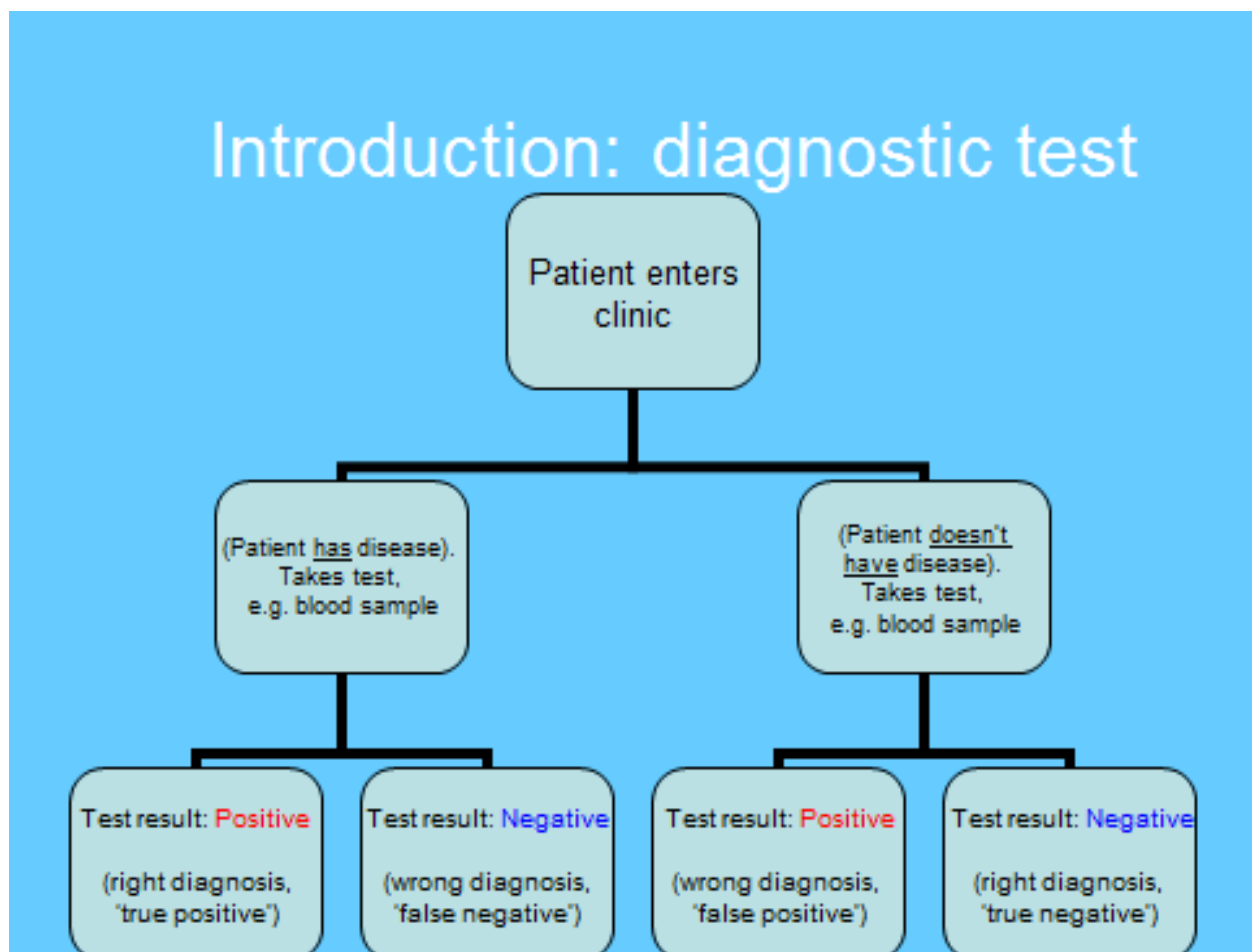 Introduction: diagnostic test
Patient enters
clinic
(Patient has disease).
Takes test,
e.g. blood sample
(Patient doesn't
have disease).
Takes test,
e.g. blood sample
Test result: Positive
(right diagnosis,
"true positive")
Test result: Negative
(wrong diagnosis,
"false negative")
Test result: Positive
(wrong diagnosis,
"false positive")
Test result: Negative
(right diagnosis,
"true negative")